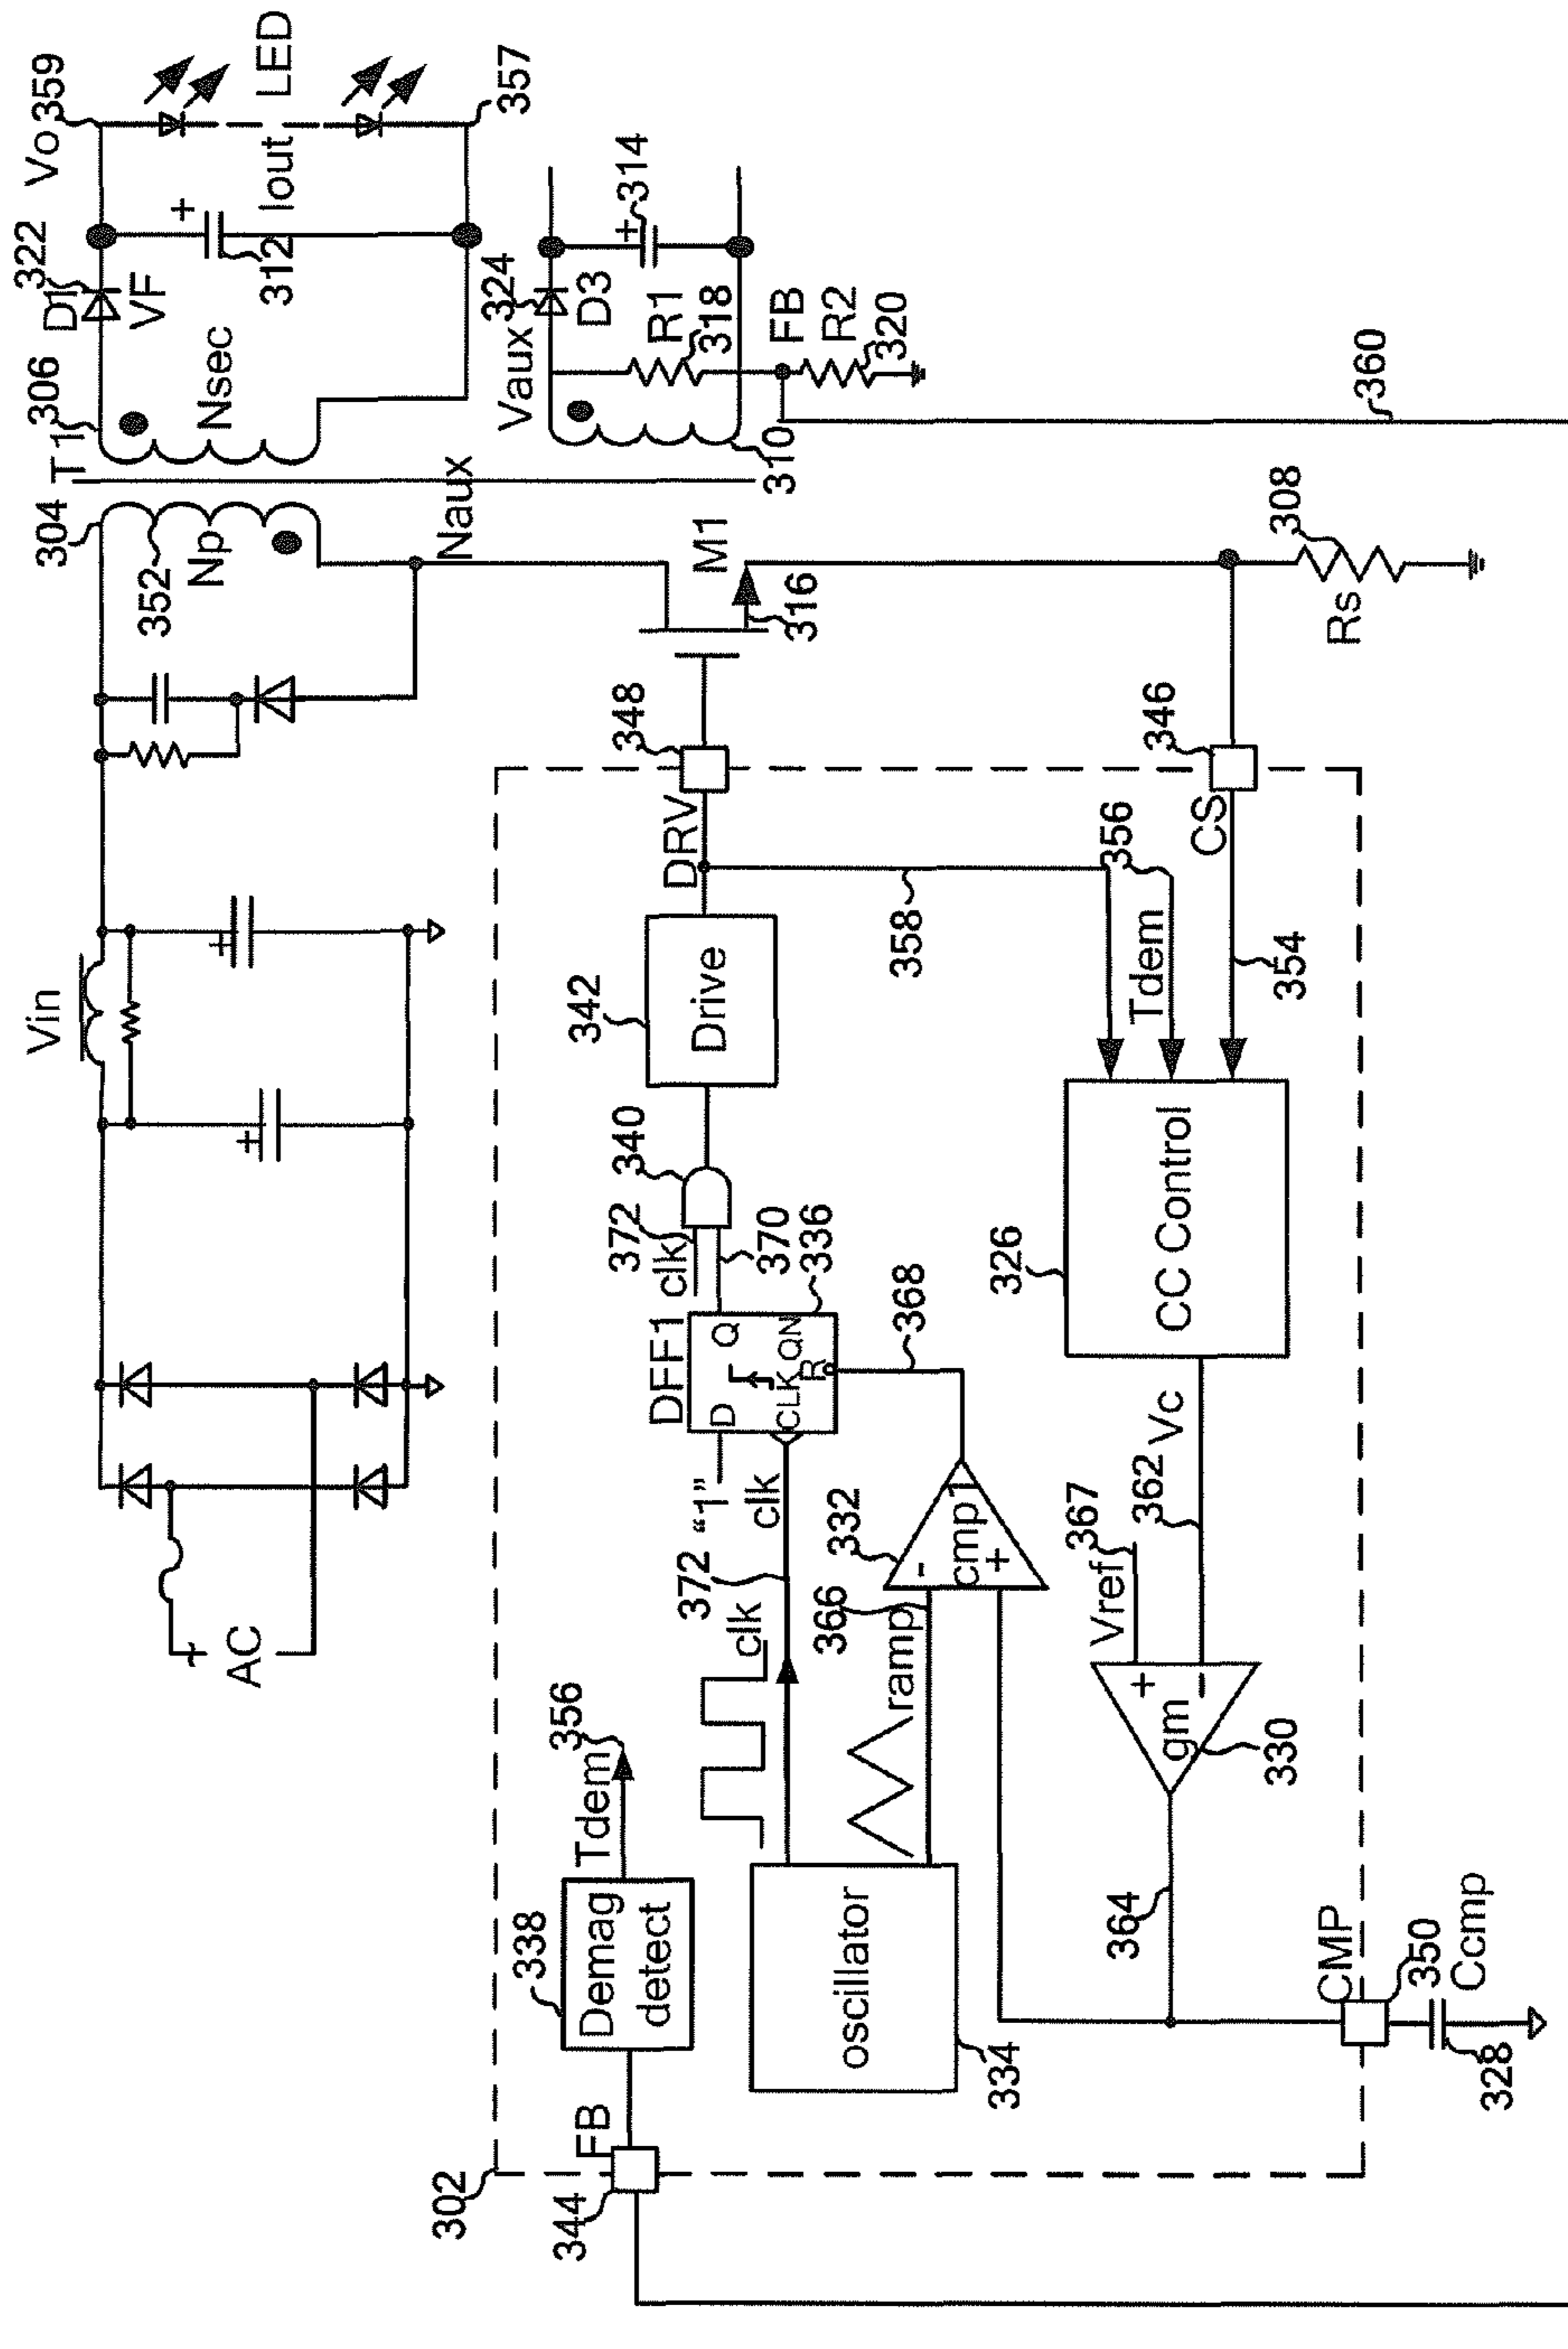 Vin
AC
304
T1
306
D1
322
VF
Vo
359
352
Np
Nsec
312
+
Iout
LED
357
Naux
Vaux
324
D3
R1
318
+
314
310
FB
R2
320
360
M1
316
308
Rs
302
344
FB
338
Demag
detect
Tdem
356
oscillator
334
clk
372
clk
"1"
DFF1
D
Q
CLK
QN
R
336
370
clk
372
340
342
Drive
DRV
348
ramp
366
332
-
cmp1
+
368
358
356
Tdem
CS
346
354
326
CC Control
Vc
362
Vref
367
+
gm
-
330
364
CMP
350
Ccmp
328
+
+